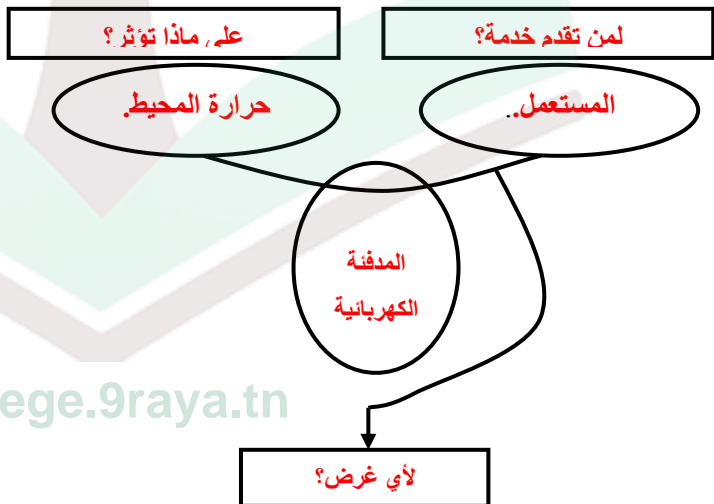 لمن تقدم خدمة؟
على ماذا تؤثر؟
المستعمل..
حرارة المحيط.
المدفئة
الكهربائية
ege.9raya.tn
لأي غرض؟